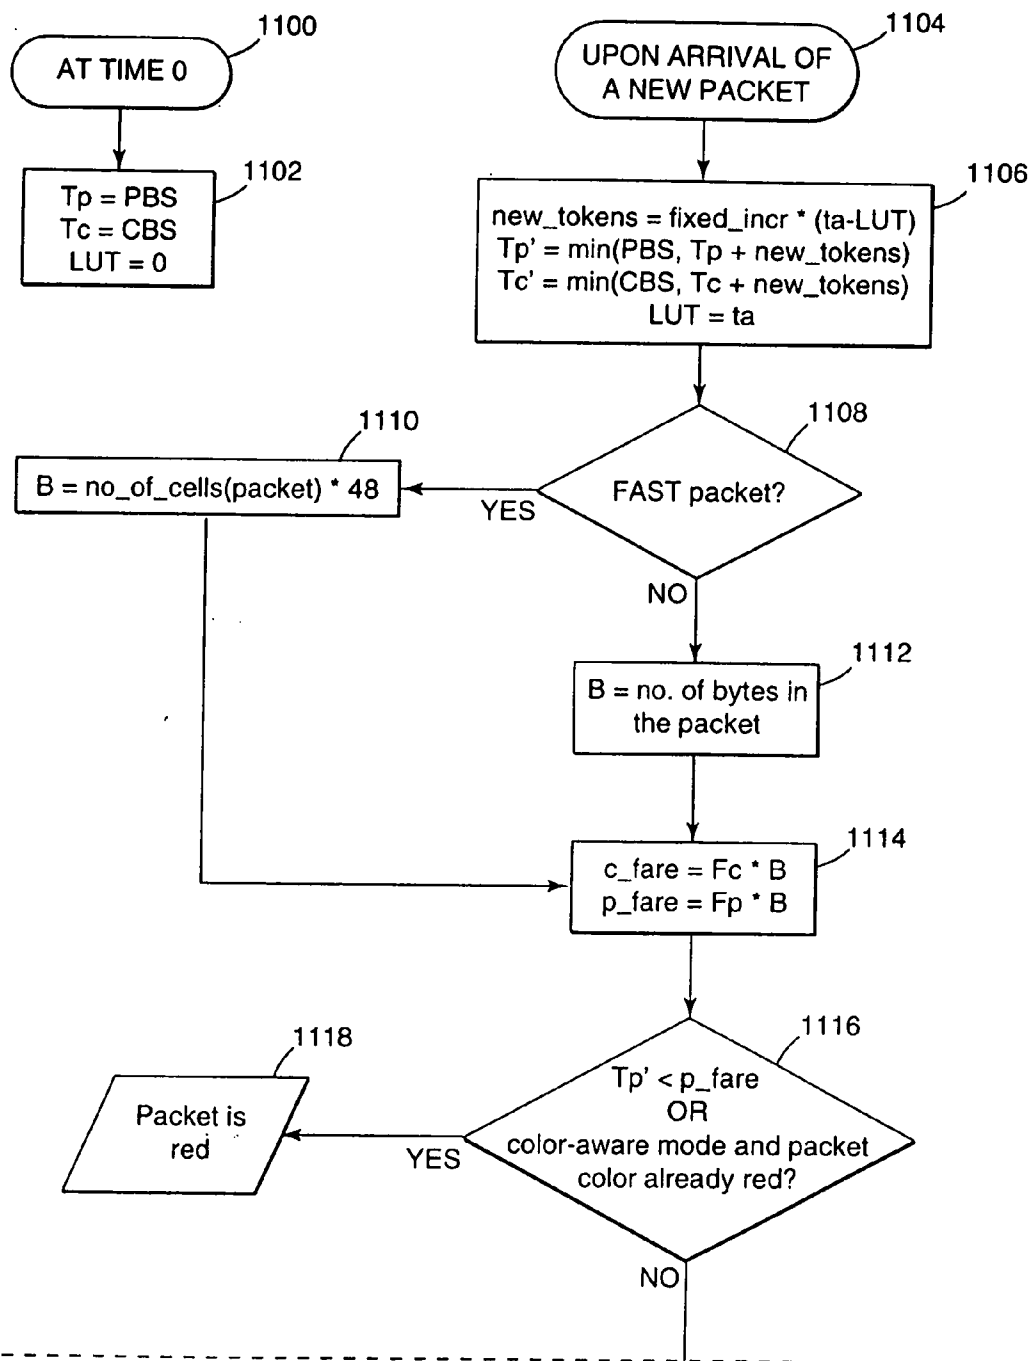 1100
AT TIME 0
1102
Tp = PBS
Tc = CBS
LUT = 0
1104
UPON ARRIVAL OF
A NEW PACKET
1106
new_tokens = fixed_incr * (ta-LUT)
Tp' = min(PBS, Tp + new_tokens)
Tc' = min(CBS, Tc + new_tokens)
LUT = ta
1108
FAST packet?
YES
1110
B = no_of_cells(packet) * 48
NO
1112
B = no. of bytes in
the packet
1114
c_fare = Fc * B
p_fare = Fp * B
1116
Tp' < p_fare
OR
color-aware mode and packet
color already red?
YES
1118
Packet is
red
NO